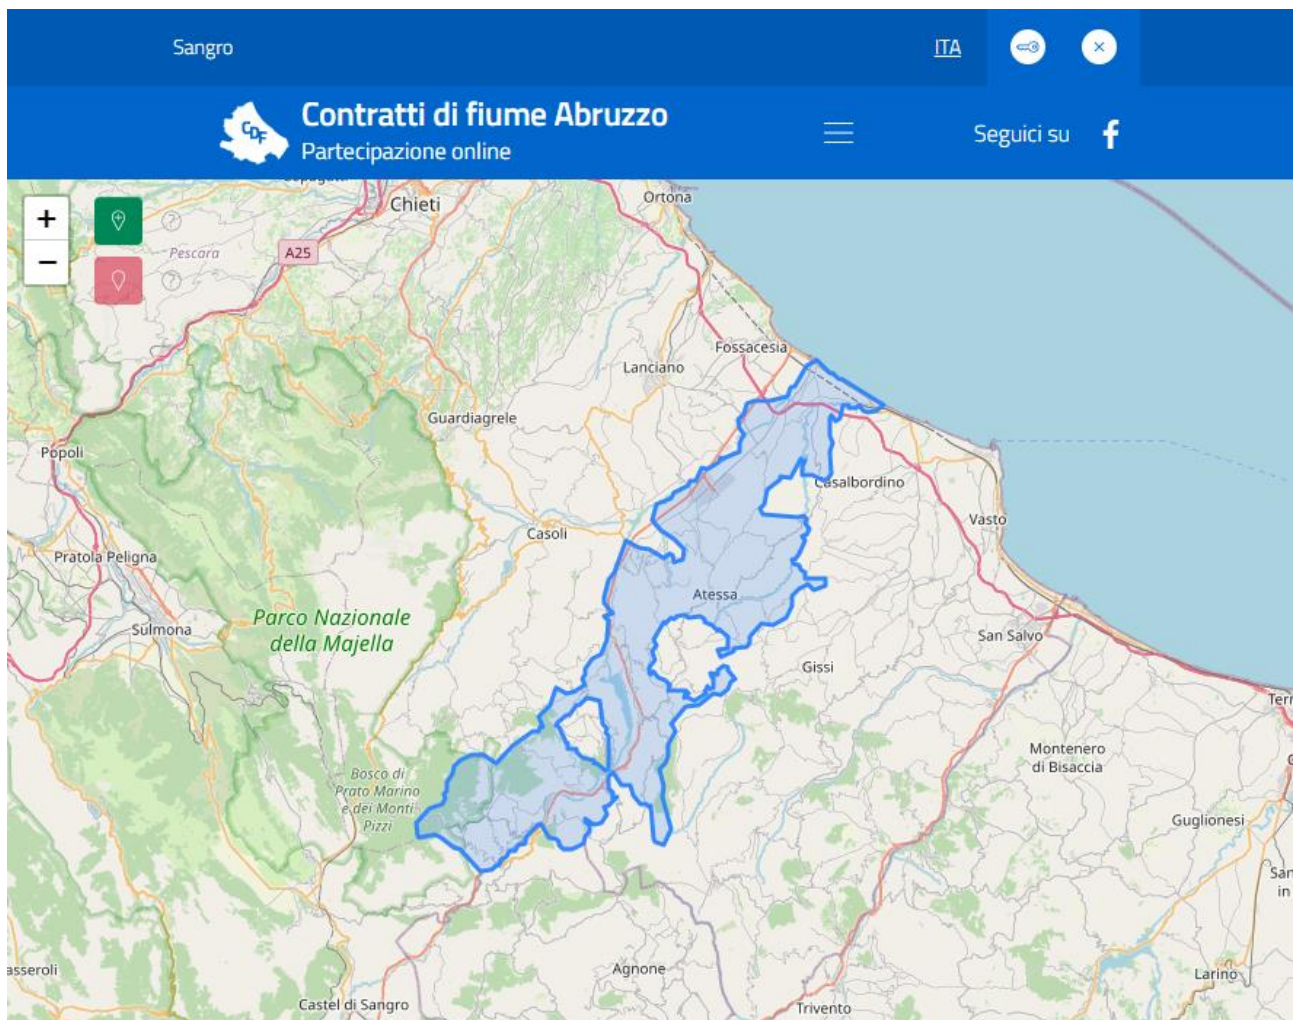 Sangro
ITA
CDF
Contratti di fiume Abruzzo
Partecipazione online
Seguici su
f
+
−
?
?
Chieti
Ortona
Pescara
A25
Fossacesia
Lanciano
Guardiagrele
Popoli
Casalbordino
Vasto
Casoli
Pratola Peligna
Atessa
Parco Nazionale
della Majella
Sulmona
San Salvo
Gissi
Montenero
di Bisaccia
Bosco di
Prato Marino
e dei Monti
Pizzi
Guglionesi
Agnone
Larino
Castel di Sangro
Trivento